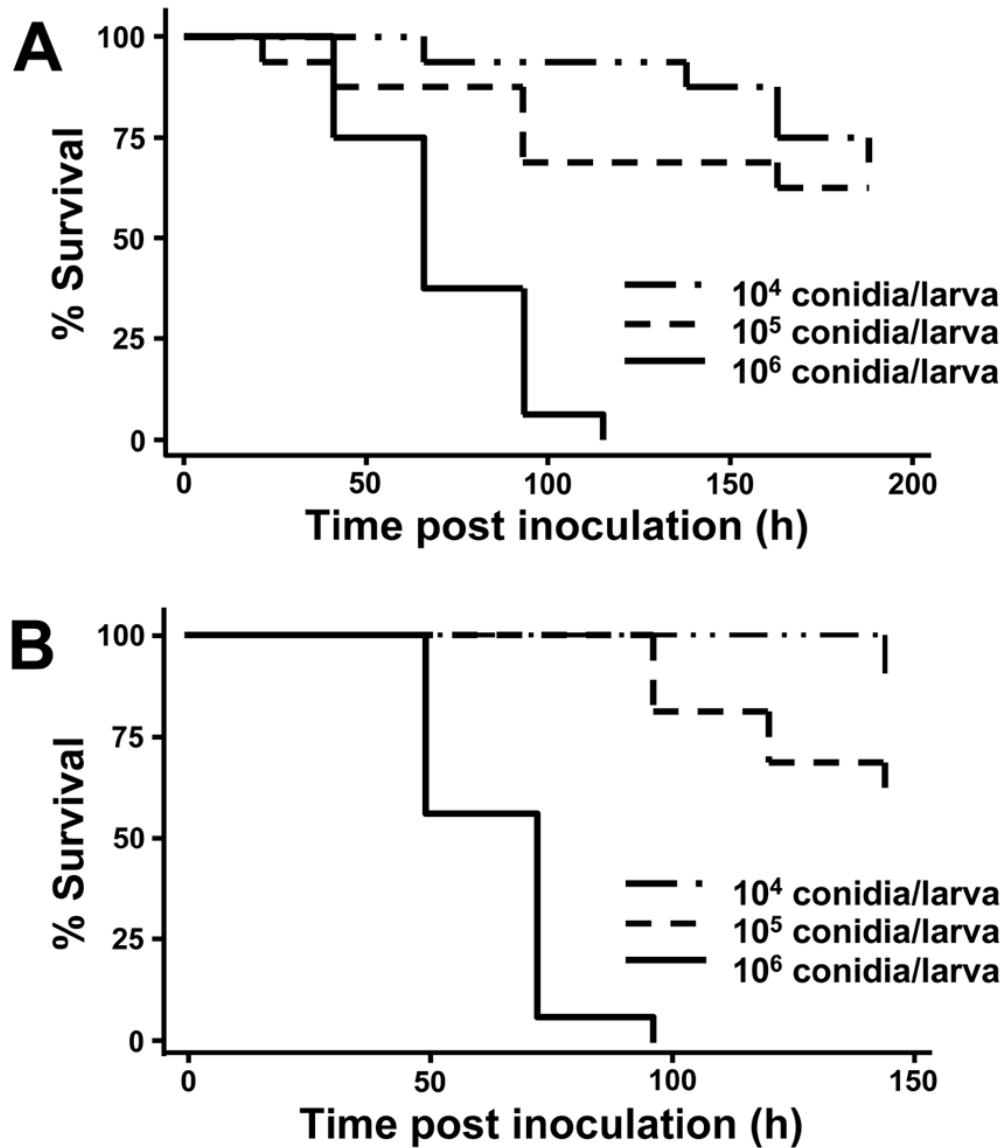 A
100
75
50
25
0
% Survival
10⁴ conidia/larva
10⁵ conidia/larva
10⁶ conidia/larva
0 50 100 150 200
Time post inoculation (h)
B
100
75
50
25
0
% Survival
10⁴ conidia/larva
10⁵ conidia/larva
10⁶ conidia/larva
0 50 100 150
Time post inoculation (h)